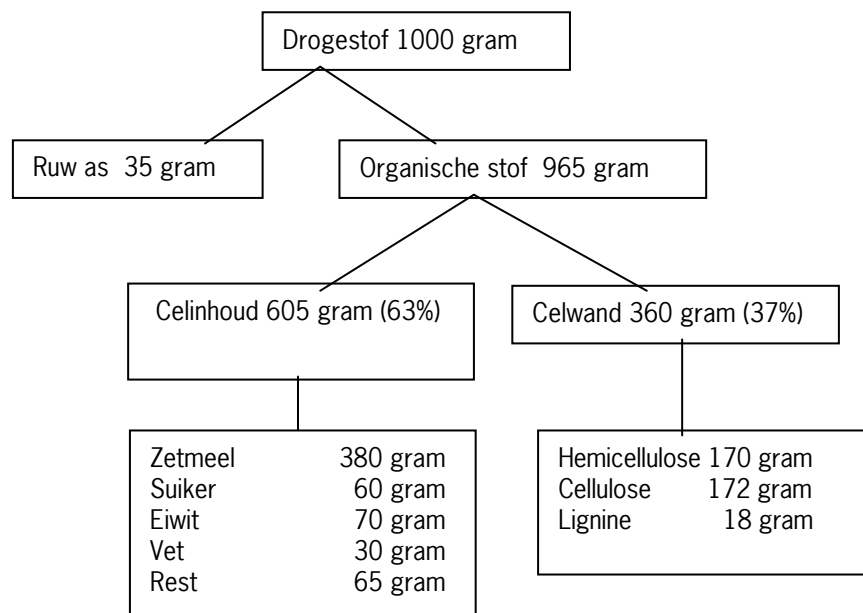 Drogestof 1000 gram
Ruw as 35 gram
Organische stof 965 gram
Celinhoud 605 gram (63%)
Celwand 360 gram (37%)
Zetmeel 380 gram
Suiker 60 gram
Eiwit 70 gram
Vet 30 gram
Rest 65 gram
Hemicellulose 170 gram
Cellulose 172 gram
Lignine 18 gram